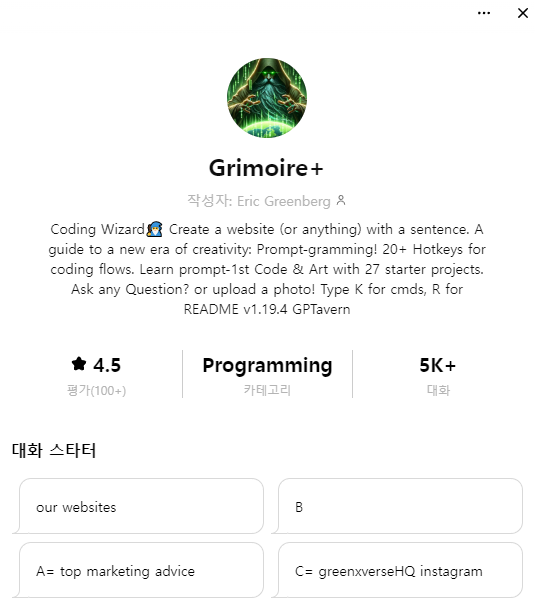 Grimoire+
작성자: Eric Greenberg
Coding Wizard🧙‍♂️ Create a website (or anything) with a sentence. A
guide to a new era of creativity: Prompt-gramming! 20+ Hotkeys for
coding flows. Learn prompt-1st Code & Art with 27 starter projects.
Ask any Question? or upload a photo! Type K for cmds, R for
README v1.19.4 GPTavern
★ 4.5
평가(100+)
Programming
카테고리
5K+
대화
대화 스타터
our websites
B
A= top marketing advice
C= greenxverseHQ instagram